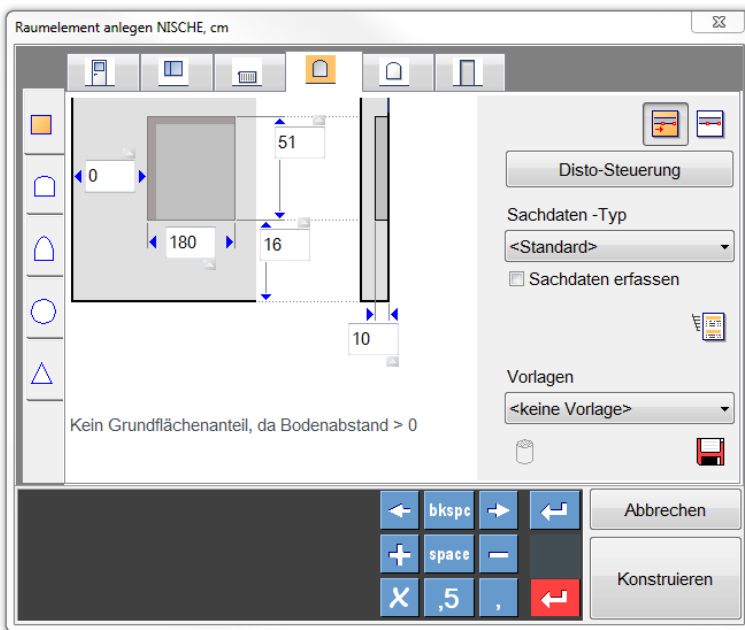 Raumelement anlegen NISCHE, cm
51
0
180
16
10
Kein Grundflächenanteil, da Bodenabstand > 0
Disto-Steuerung
Sachdaten -Typ
<Standard>
Sachdaten erfassen
Vorlagen
<keine Vorlage>
bkspc
space
,5
,
Abbrechen
Konstruieren